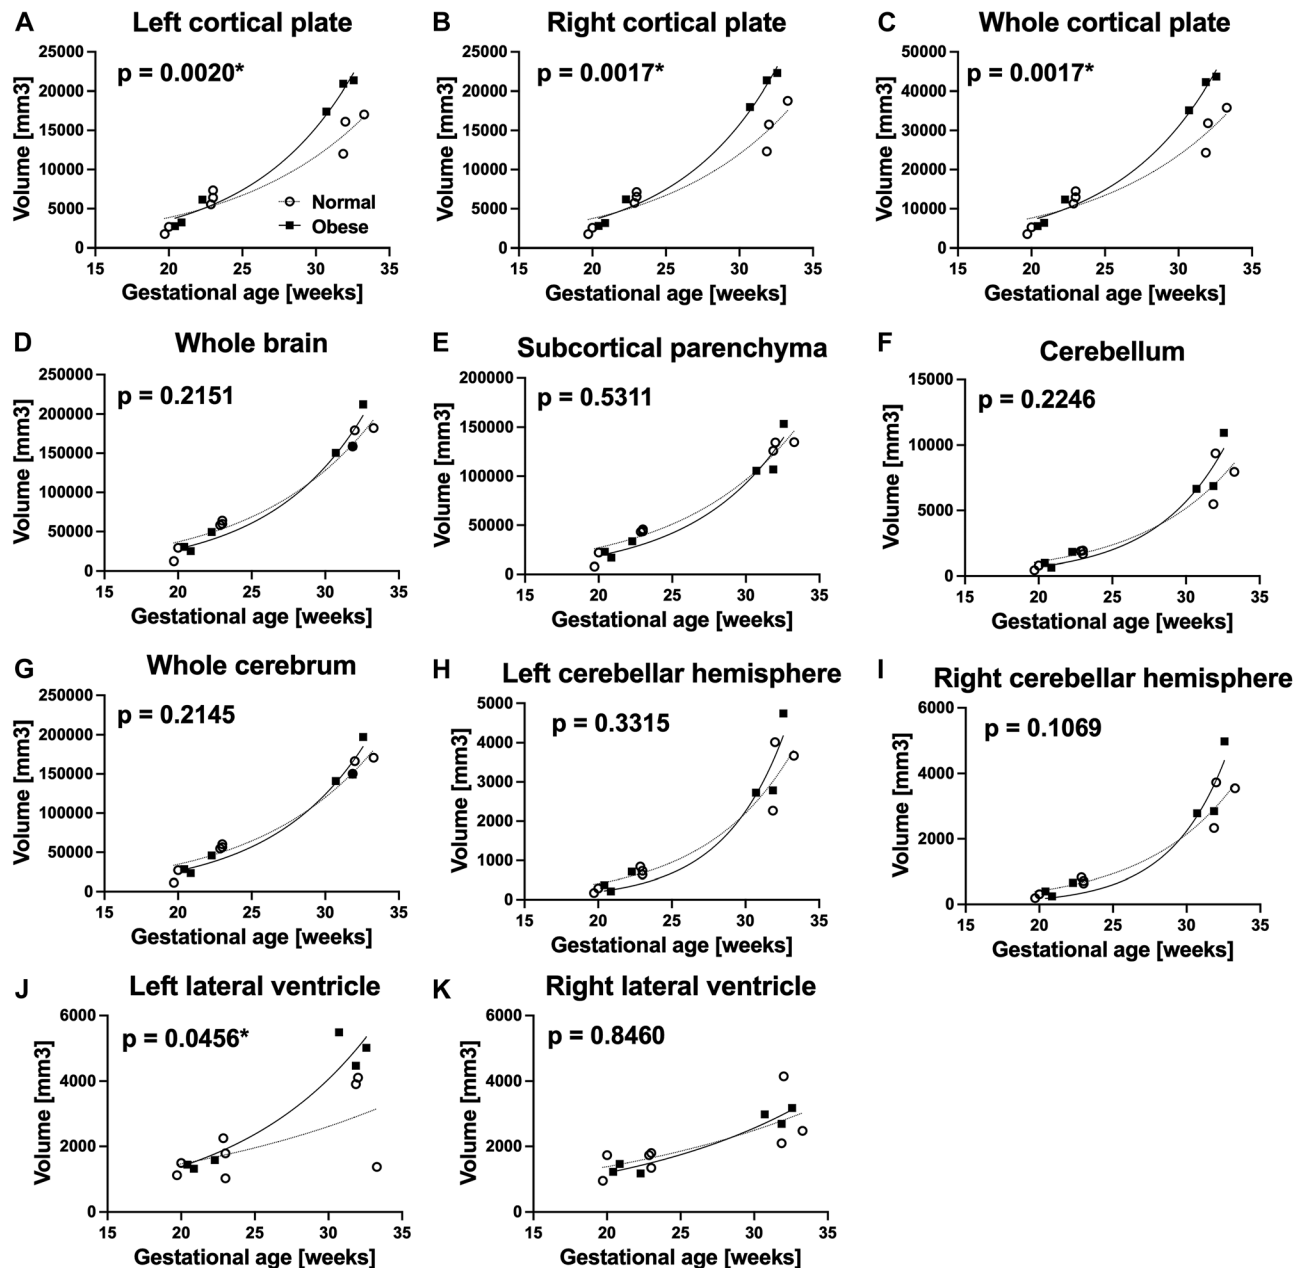 A Left cortical plate
25000
20000
15000
10000
5000
0
p = 0.0020*
Normal
Obese
Volume [mm3]
15 20 25 30 35
Gestational age [weeks]
B Right cortical plate
25000
20000
15000
10000
5000
0
p = 0.0017*
Volume [mm3]
15 20 25 30 35
Gestational age [weeks]
C Whole cortical plate
50000
40000
30000
20000
10000
0
p = 0.0017*
Volume [mm3]
15 20 25 30 35
Gestational age [weeks]
D Whole brain
250000
200000
150000
100000
50000
0
p = 0.2151
Volume [mm3]
15 20 25 30 35
Gestational age [weeks]
E Subcortical parenchyma
200000
150000
100000
50000
0
p = 0.5311
Volume [mm3]
15 20 25 30 35
Gestational age [weeks]
F Cerebellum
15000
10000
5000
0
p = 0.2246
Volume [mm3]
15 20 25 30 35
Gestational age [weeks]
G Whole cerebrum
250000
200000
150000
100000
50000
0
p = 0.2145
Volume [mm3]
15 20 25 30 35
Gestational age [weeks]
H Left cerebellar hemisphere
5000
4000
3000
2000
1000
0
p = 0.3315
Volume [mm3]
15 20 25 30 35
Gestational age [weeks]
I Right cerebellar hemisphere
6000
4000
2000
0
p = 0.1069
Volume [mm3]
15 20 25 30 35
Gestational age [weeks]
J Left lateral ventricle
6000
4000
2000
0
p = 0.0456*
Volume [mm3]
15 20 25 30 35
Gestational age [weeks]
K Right lateral ventricle
6000
4000
2000
0
p = 0.8460
Volume [mm3]
15 20 25 30 35
Gestational age [weeks]